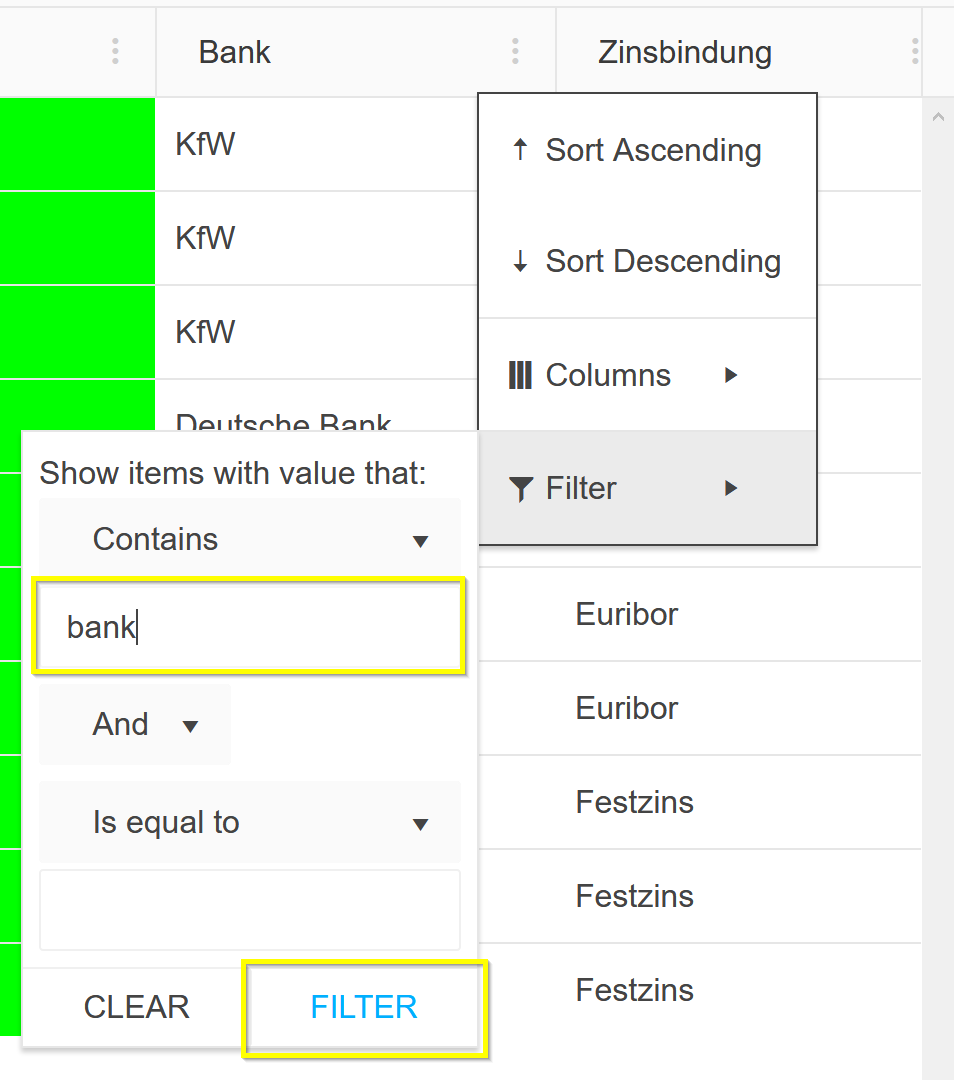 Bank
Zinsbindung
KfW
Sort Ascending
KfW
Sort Descending
KfW
Columns
Deutsche Bank
Show items with value that:
Filter
Contains
bank
Euribor
And
Euribor
Is equal to
Festzins
Festzins
CLEAR
FILTER
Festzins